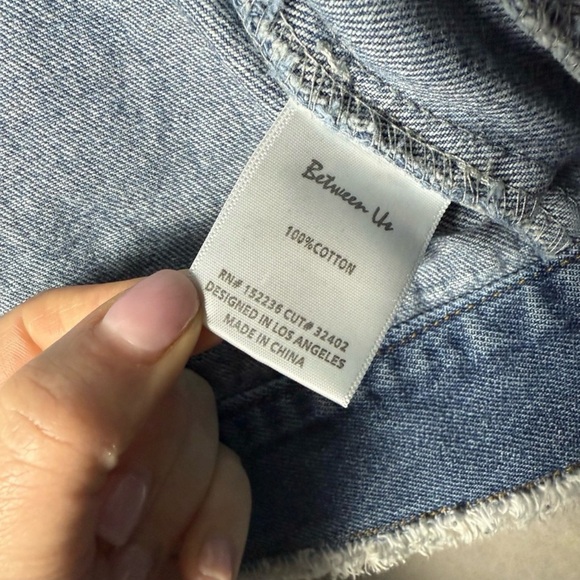 Between Us
100%COTTON
RN# 152236 CUT# 32402
DESIGNED IN LOS ANGELES
MADE IN CHINA